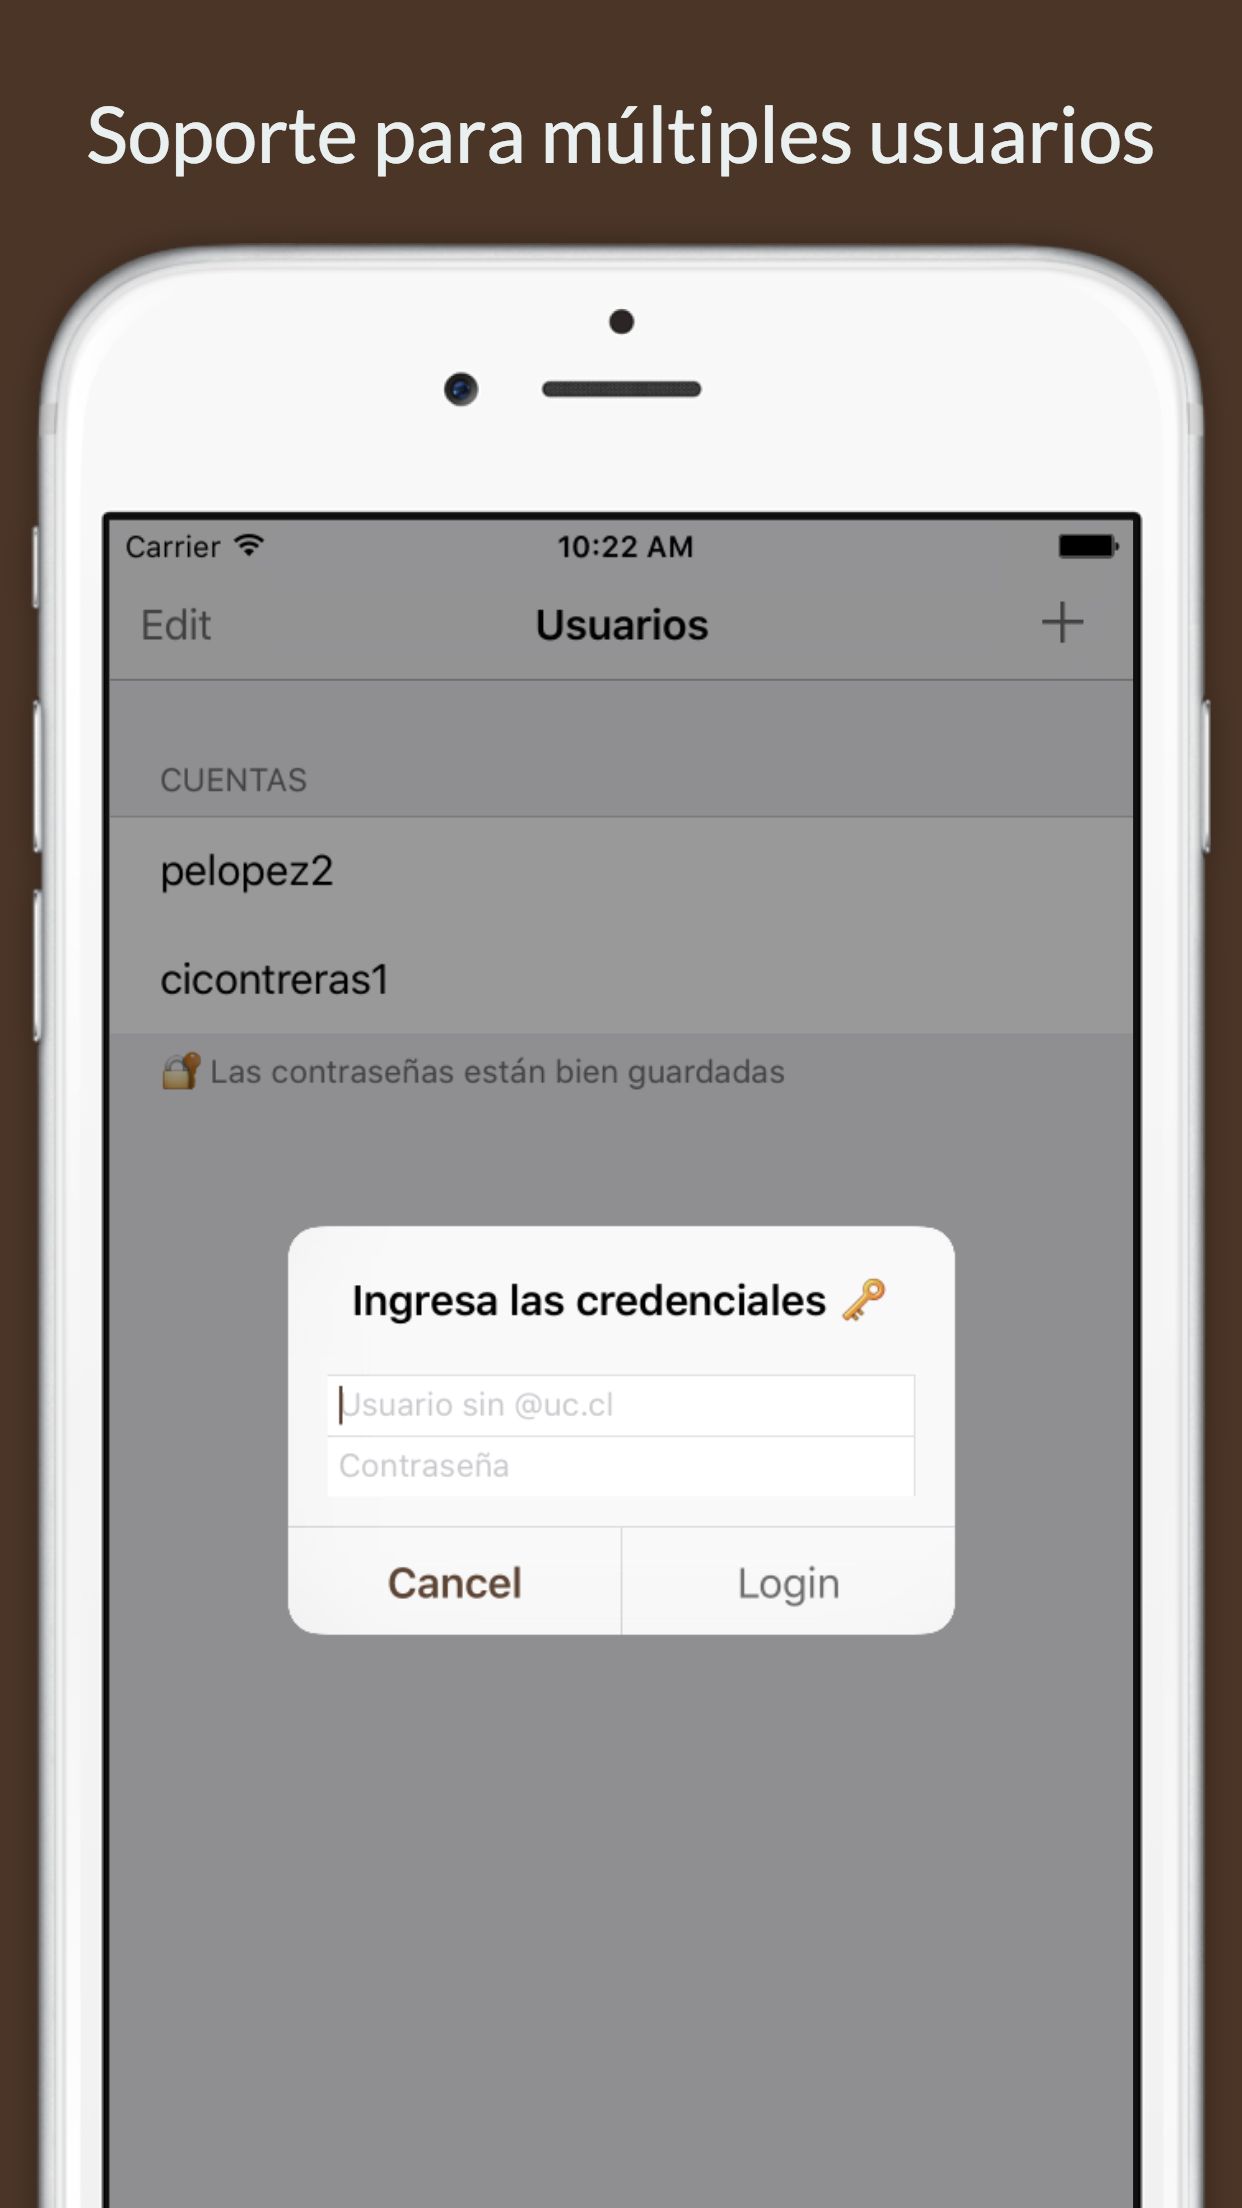 Soporte para múltiples usuarios
Carrier 10:22 AM
Edit Usuarios +
CUENTAS
pelopez2
cicontreras1
🔐 Las contraseñas están bien guardadas
Ingresa las credenciales 🔑
Usuario sin @uc.cl
Contraseña
Cancel Login